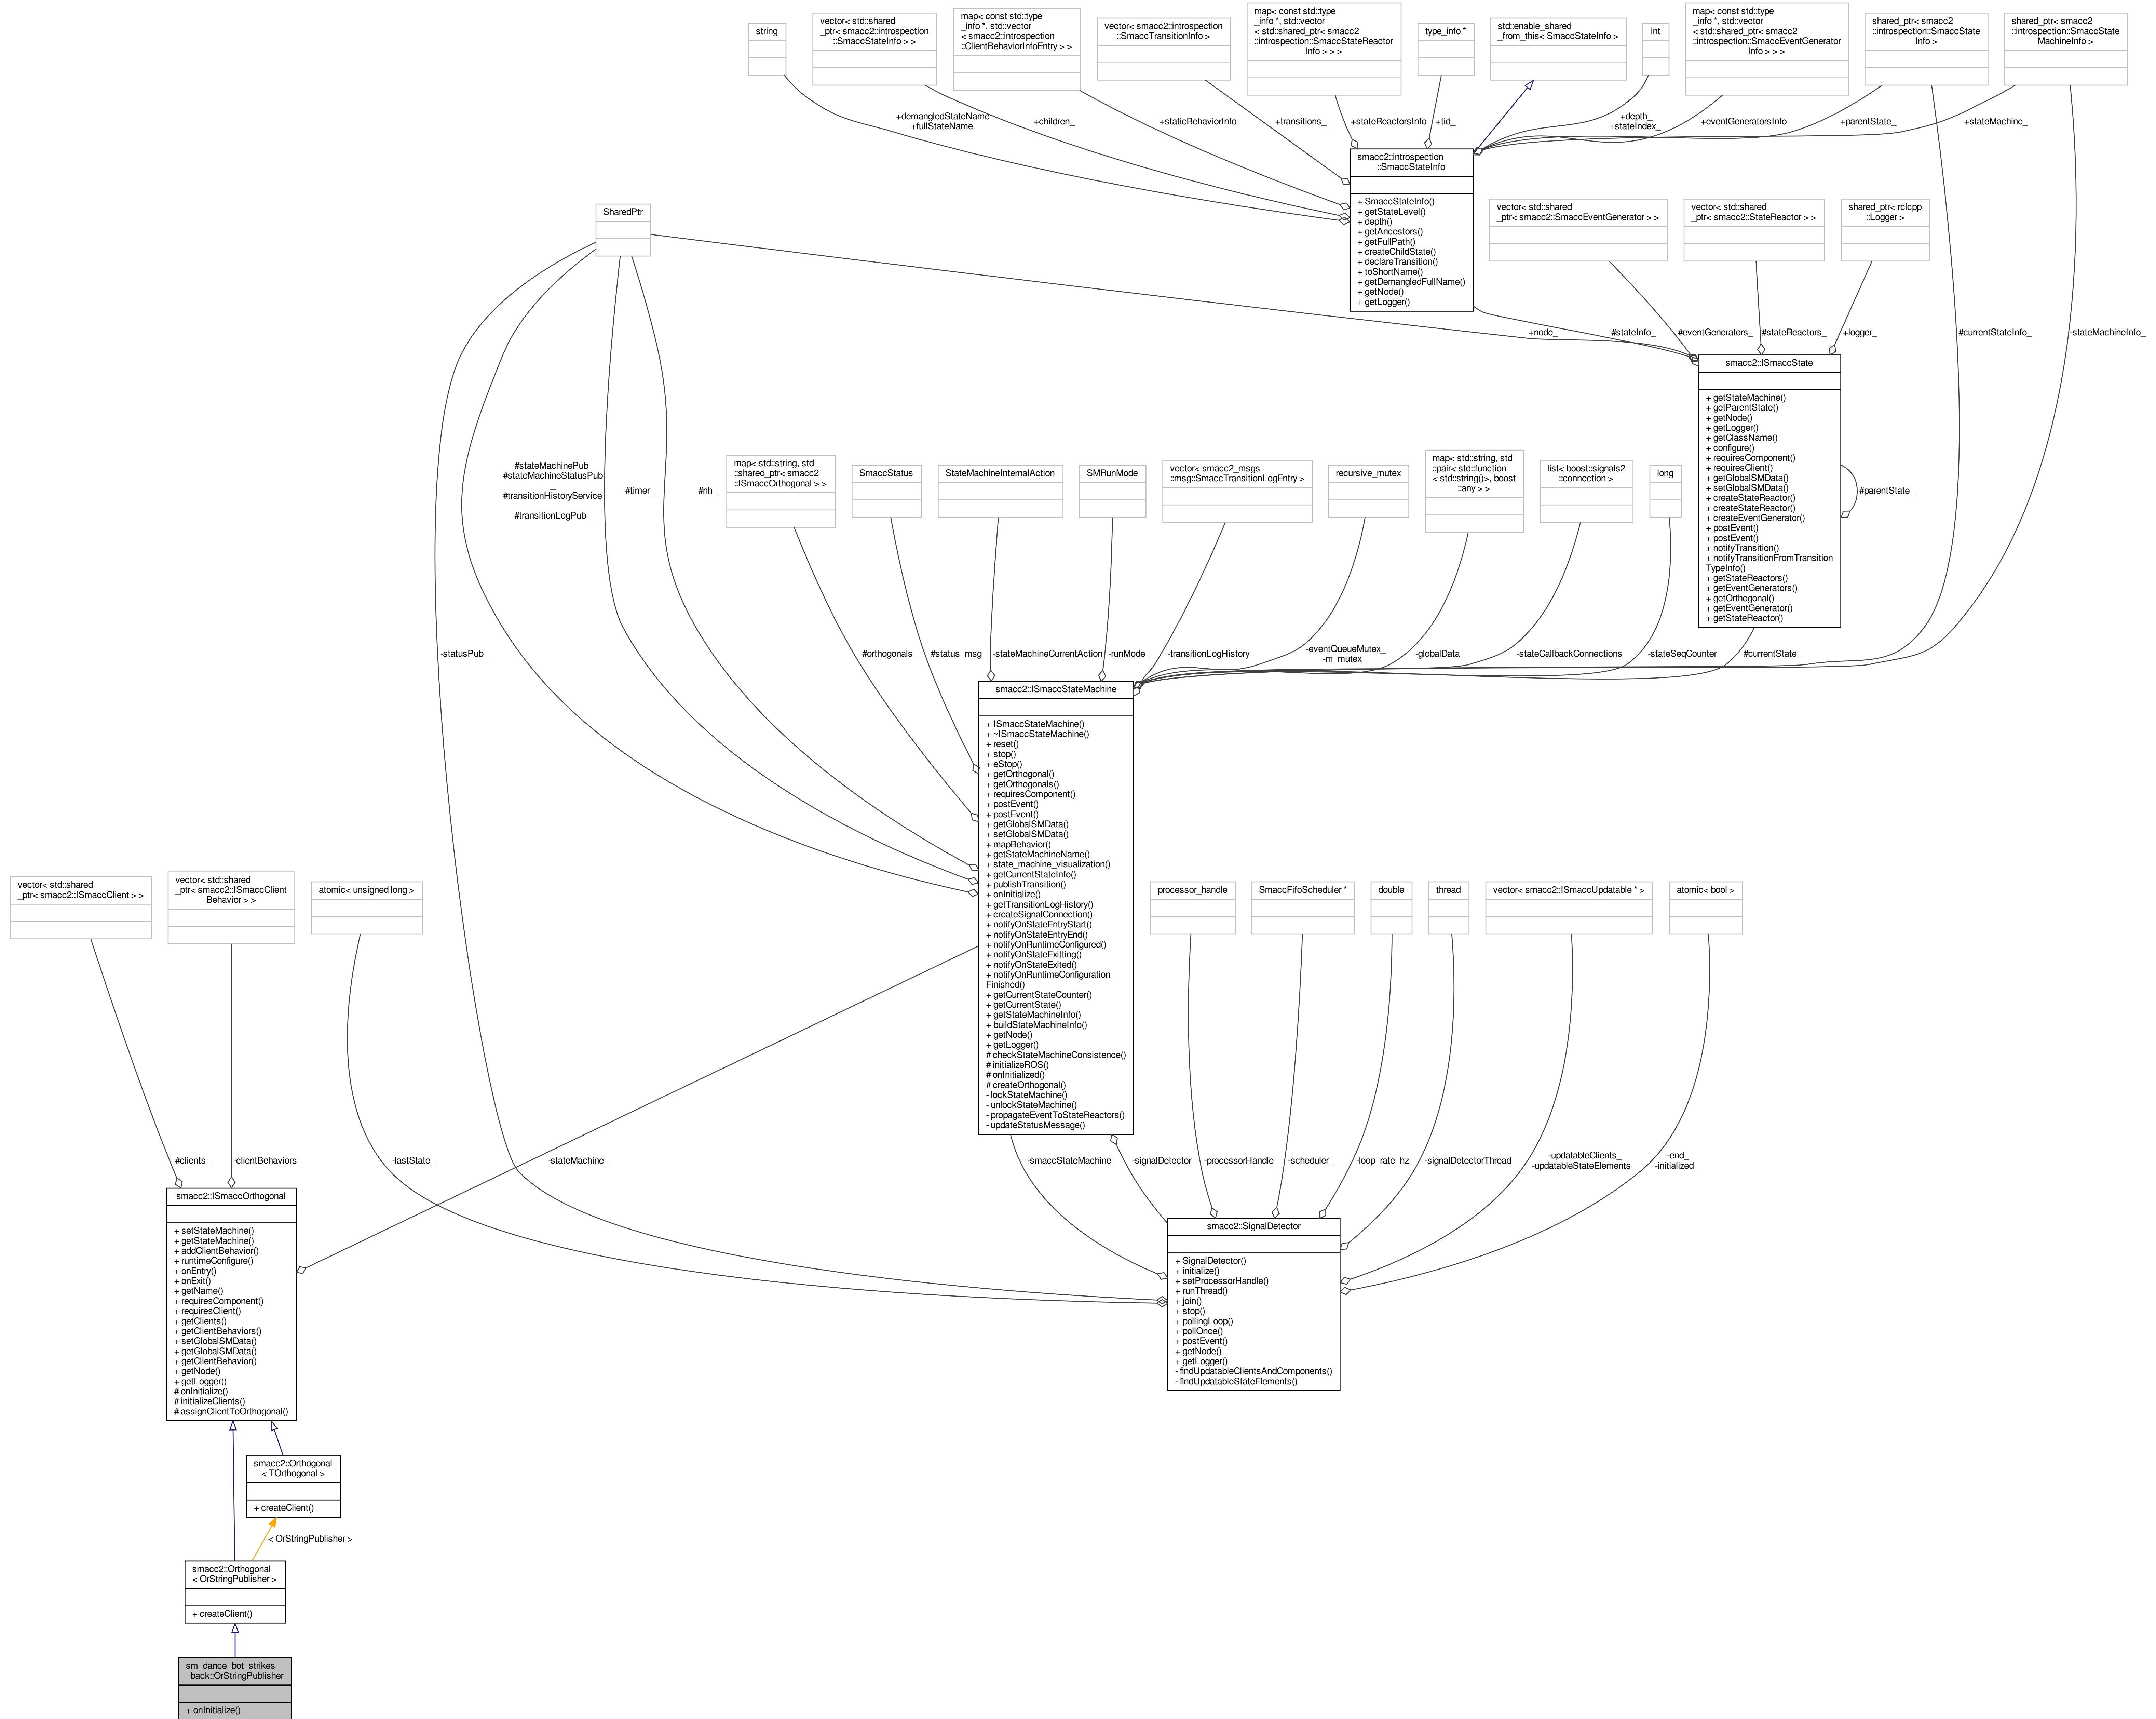 string
vector< std::shared
_ptr< smacc2::introspection
::SmaccStateInfo > >
map< const std::type
_info *, std::vector
< smacc2::introspection
::ClientBehaviorInfoEntry > >
vector< smacc2::introspection
::SmaccTransitionInfo >
map< const std::type
_info *, std::vector
< std::shared_ptr< smacc2
::introspection::SmaccStateReactor
Info > > >
type_info *
std::enable_shared
_from_this< SmaccStateInfo >
int
map< const std::type
_info *, std::vector
< std::shared_ptr< smacc2
::introspection::SmaccEventGenerator
Info > > >
shared_ptr< smacc2
::introspection::SmaccState
Info >
shared_ptr< smacc2
::introspection::SmaccState
MachineInfo >
+demangledStateName
+fullStateName
+children_
+staticBehaviorInfo
+transitions_
+stateReactorsInfo
+tid_
+depth_
+stateIndex_
+eventGeneratorsInfo
+parentState_
+stateMachine_
smacc2::introspection
::SmaccStateInfo
+ SmaccStateInfo()
+ getStateLevel()
+ depth()
+ getAncestors()
+ getFullPath()
+ createChildState()
+ declareTransition()
+ toShortName()
+ getDemangledFullName()
+ getNode()
+ getLogger()
SharedPtr
vector< std::shared
_ptr< smacc2::SmaccEventGenerator > >
vector< std::shared
_ptr< smacc2::StateReactor > >
shared_ptr< rclcpp
::Logger >
+node_
#stateInfo_
#eventGenerators_
#stateReactors_
+logger_
#currentStateInfo_
-stateMachineInfo_
smacc2::ISmaccState
+ getStateMachine()
+ getParentState()
+ getNode()
+ getLogger()
+ getClassName()
+ configure()
+ requiresComponent()
+ requiresClient()
+ getGlobalSMData()
+ setGlobalSMData()
+ createStateReactor()
+ createStateReactor()
+ createEventGenerator()
+ postEvent()
+ postEvent()
+ notifyTransition()
+ notifyTransitionFromTransition
TypeInfo()
+ getStateReactors()
+ getEventGenerators()
+ getOrthogonal()
+ getEventGenerator()
+ getStateReactor()
#parentState_
#stateMachinePub_
#stateMachineStatusPub
_
#transitionHistoryService
_
#transitionLogPub_
#timer_
#nh_
map< std::string, std
::shared_ptr< smacc2
::ISmaccOrthogonal > >
SmaccStatus
StateMachineInternalAction
SMRunMode
vector< smacc2_msgs
::msg::SmaccTransitionLogEntry >
recursive_mutex
map< std::string, std
::pair< std::function
< std::string()>, boost
::any > >
list< boost::signals2
::connection >
long
-statusPub_
#orthogonals_
#status_msg_
-stateMachineCurrentAction
-runMode_
-transitionLogHistory_
-eventQueueMutex_
-m_mutex_
-globalData_
-stateCallbackConnections
-stateSeqCounter_
#currentState_
smacc2::ISmaccStateMachine
+ ISmaccStateMachine()
+ ~ISmaccStateMachine()
+ reset()
+ stop()
+ eStop()
+ getOrthogonal()
+ getOrthogonals()
+ requiresComponent()
+ postEvent()
+ postEvent()
+ getGlobalSMData()
+ setGlobalSMData()
+ mapBehavior()
+ getStateMachineName()
+ state_machine_visualization()
+ getCurrentStateInfo()
+ publishTransition()
+ onInitialize()
+ getTransitionLogHistory()
+ createSignalConnection()
+ notifyOnStateEntryStart()
+ notifyOnStateEntryEnd()
+ notifyOnRuntimeConfigured()
+ notifyOnStateExitting()
+ notifyOnStateExited()
+ notifyOnRuntimeConfiguration
Finished()
+ getCurrentStateCounter()
+ getCurrentState()
+ getStateMachineInfo()
+ buildStateMachineInfo()
+ getNode()
+ getLogger()
# checkStateMachineConsistence()
# initializeROS()
# onInitialized()
# createOrthogonal()
- lockStateMachine()
- unlockStateMachine()
- propagateEventToStateReactors()
- updateStatusMessage()
vector< std::shared
_ptr< smacc2::ISmaccClient > >
vector< std::shared
_ptr< smacc2::ISmaccClient
Behavior > >
atomic< unsigned long >
processor_handle
SmaccFifoScheduler *
double
thread
vector< smacc2::ISmaccUpdatable * >
atomic< bool >
#clients_
-clientBehaviors_
-lastState_
-stateMachine_
-smaccStateMachine_
-signalDetector_
-processorHandle_
-scheduler_
-loop_rate_hz
-signalDetectorThread_
-updatableClients_
-updatableStateElements_
-end_
-initialized_
smacc2::ISmaccOrthogonal
+ setStateMachine()
+ getStateMachine()
+ addClientBehavior()
+ runtimeConfigure()
+ onEntry()
+ onExit()
+ getName()
+ requiresComponent()
+ requiresClient()
+ getClients()
+ getClientBehaviors()
+ setGlobalSMData()
+ getGlobalSMData()
+ getClientBehavior()
+ getNode()
+ getLogger()
# onInitialize()
# initializeClients()
# assignClientToOrthogonal()
smacc2::SignalDetector
+ SignalDetector()
+ initialize()
+ setProcessorHandle()
+ runThread()
+ join()
+ stop()
+ pollingLoop()
+ pollOnce()
+ postEvent()
+ getNode()
+ getLogger()
- findUpdatableClientsAndComponents()
- findUpdatableStateElements()
smacc2::Orthogonal
< TOrthogonal >
+ createClient()
< OrStringPublisher >
smacc2::Orthogonal
< OrStringPublisher >
+ createClient()
sm_dance_bot_strikes
_back::OrStringPublisher
+ onInitialize()